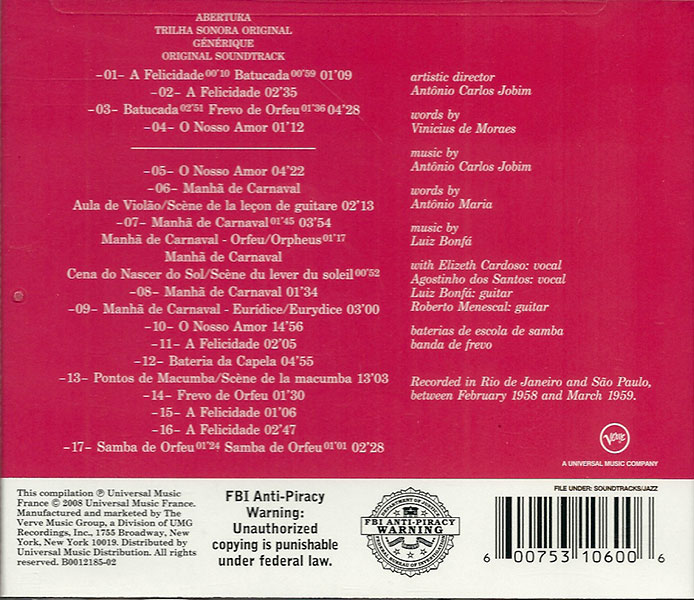 ABERTURA
TRILHA SONORA ORIGINAL
GÉNÉRIQUE
ORIGINAL SOUNDTRACK
–01– A Felicidade 00'10 Batucada 00'59 01'09
–02– A Felicidade 02'35
–03– Batucada 02'51 Frevo de Orfeu 01'36 04'28
–04– O Nosso Amor 01'12
–05– O Nosso Amor 04'22
–06– Manhã de Carnaval
Aula de Violão/Scène de la leçon de guitare 02'13
–07– Manhã de Carnaval 01'45 03'54
Manhã de Carnaval - Orfeu/Orpheus 01'17
Manhã de Carnaval
Cena do Nascer do Sol/Scène du lever du soleil 00'52
–08– Manhã de Carnaval 01'34
–09– Manhã de Carnaval - Eurídice/Eurydice 03'00
–10– O Nosso Amor 14'56
–11– A Felicidade 02'05
–12– Bateria da Capela 04'55
–13– Pontos de Macumba/Scène de la macumba 13'03
–14– Frevo de Orfeu 01'30
–15– A Felicidade 01'06
–16– A Felicidade 02'47
–17– Samba de Orfeu 01'24 Samba de Orfeu 01'01 02'28
artistic director
Antônio Carlos Jobim
words by
Vinicius de Moraes
music by
Antônio Carlos Jobim
words by
Antônio Maria
music by
Luiz Bonfá
with Elizeth Cardoso: vocal
Agostinho dos Santos: vocal
Luiz Bonfá: guitar
Roberto Menescal: guitar
baterias de escola de samba
banda de frevo
Recorded in Rio de Janeiro and São Paulo,
between February 1958 and March 1959.
Verve
A UNIVERSAL MUSIC COMPANY
This compilation ℗ Universal Music
France © 2008 Universal Music France.
Manufactured and marketed by The
Verve Music Group, a Division of UMG
Recordings, Inc., 1755 Broadway, New
York, New York 10019. Distributed by
Universal Music Distribution. All rights
reserved. B0012185-02
FBI Anti-Piracy
Warning:
Unauthorized
copying is punishable
under federal law.
DEPARTMENT OF JUSTICE
FBI ANTI-PIRACY
WARNING
FEDERAL BUREAU OF INVESTIGATION
FILE UNDER: SOUNDTRACKS/JAZZ
6 00753 10600 6